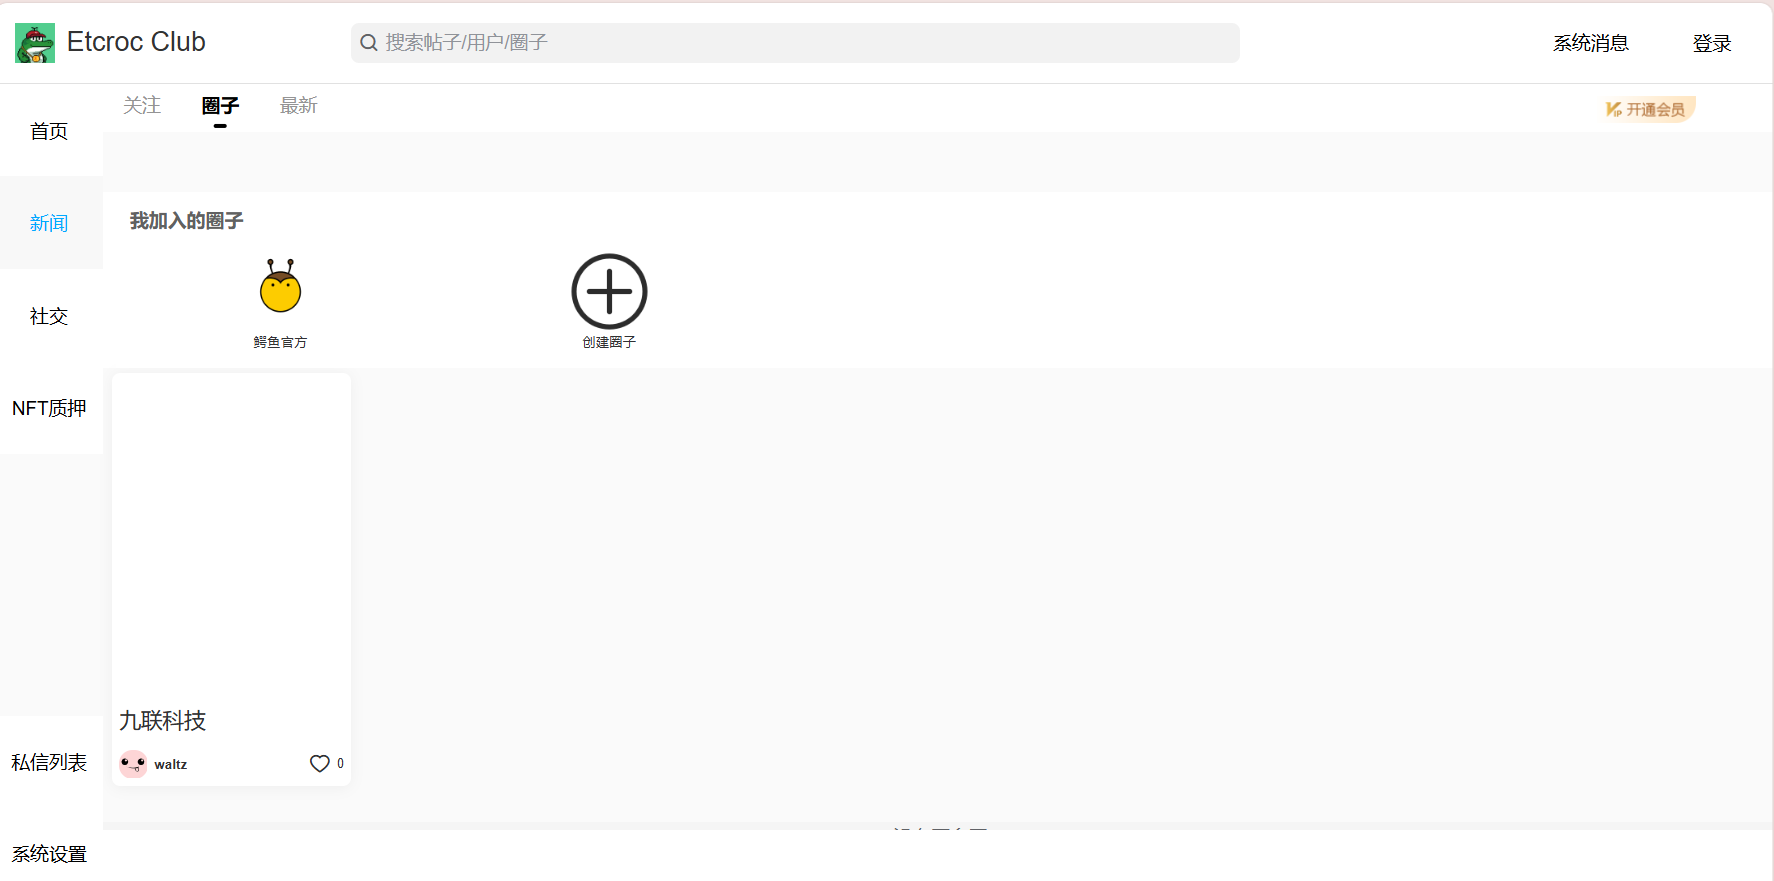 Etcroc Club
搜索帖子/用户/圈子
系统消息
登录
关注
圈子
最新
开通会员
首页
新闻
社交
NFT质押
私信列表
系统设置
我加入的圈子
鳄鱼官方
创建圈子
九联科技
waltz
0